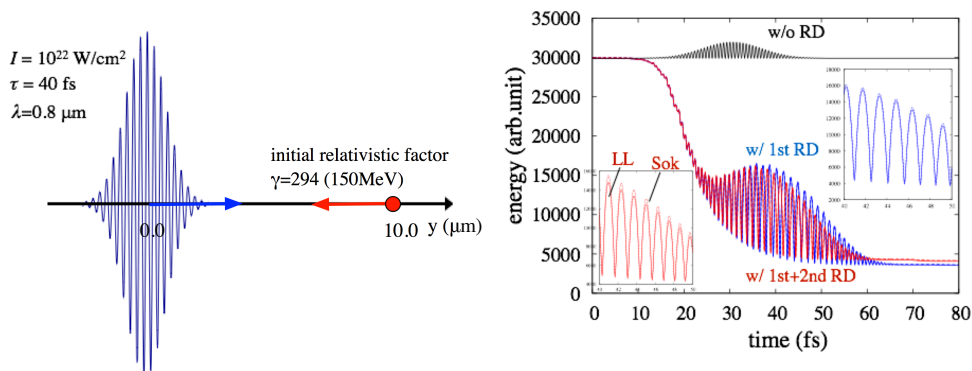 I = 10²² W/cm²
τ = 40 fs
λ=0.8 μm
initial relativistic factor
γ=294 (150MeV)
0.0
10.0 y (μm)
energy (arb.unit)
35000
30000
25000
20000
15000
10000
5000
0
w/o RD
w/ 1st RD
LL
Sok
w/ 1st+2nd RD
0 10 20 30 40 50 60 70 80
time (fs)